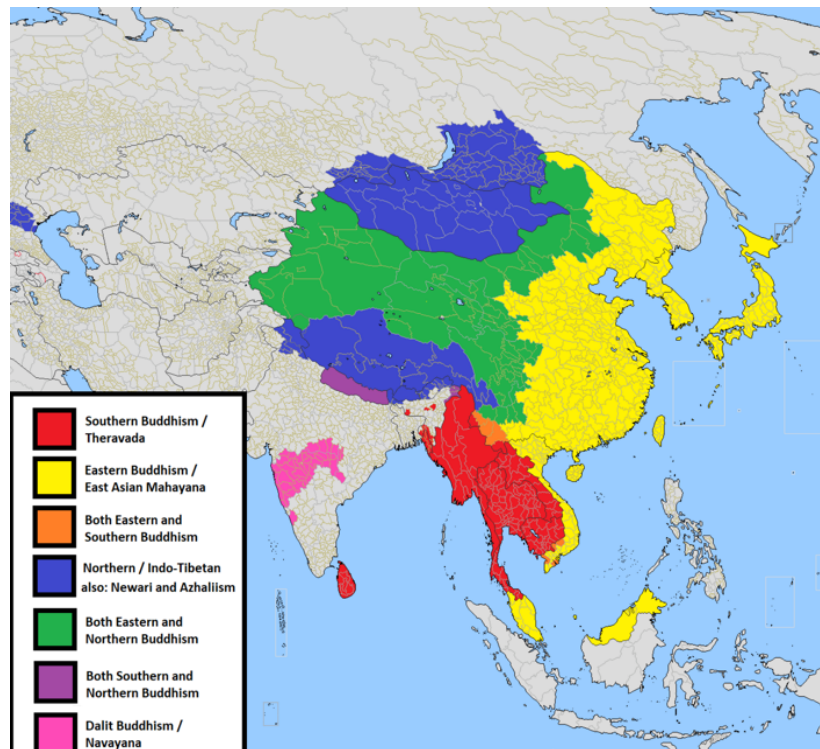 Southern Buddhism /
Theravada
Eastern Buddhism /
East Asian Mahayana
Both Eastern and
Southern Buddhism
Northern / Indo-Tibetan
also: Newari and Azhaliism
Both Eastern and
Northern Buddhism
Both Southern and
Northern Buddhism
Dalit Buddhism /
Navayana